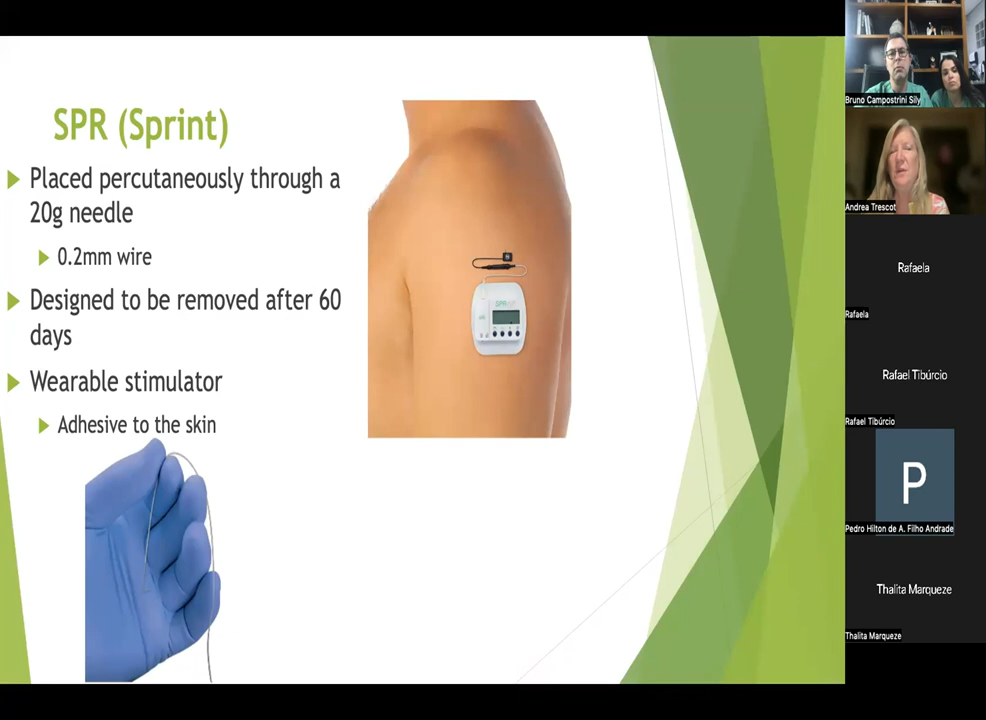 SPR (Sprint)
Placed percutaneously through a
20g needle
0.2mm wire
Designed to be removed after 60
days
Wearable stimulator
Adhesive to the skin
Bruno Campostrini Sily
Andrea Trescot
Rafaela
Rafaela
Rafael Tibúrcio
Rafael Tibúrcio
P
Pedro Hilton de A. Filho Andrade
Thalita Marqueze
Thalita Marqueze